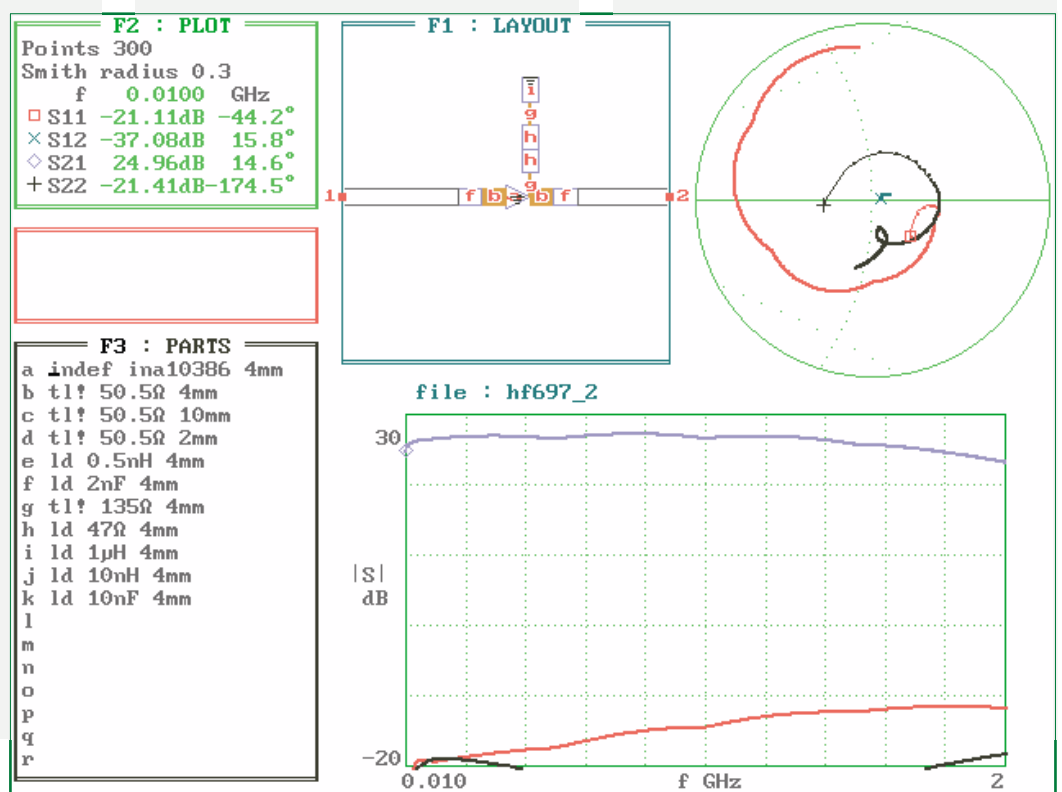 F2 : PLOT
Points 300
Smith radius 0.3
f 0.0100 GHz
S11 -21.11dB -44.2°
S12 -37.08dB 15.8°
S21 24.96dB 14.6°
S22 -21.41dB-174.5°
F1 : LAYOUT
i
g
h
h
g
1 f b b f 2
F3 : PARTS
a indef ina10386 4mm
b tl! 50.5Ω 4mm
c tl! 50.5Ω 10mm
d tl! 50.5Ω 2mm
e ld 0.5nH 4mm
f ld 2nF 4mm
g tl! 135Ω 4mm
h ld 47Ω 4mm
i ld 1µH 4mm
j ld 10nH 4mm
k ld 10nF 4mm
l
m
n
o
p
q
r
file : hf697_2
30
|S|
dB
-20
0.010 f GHz 2